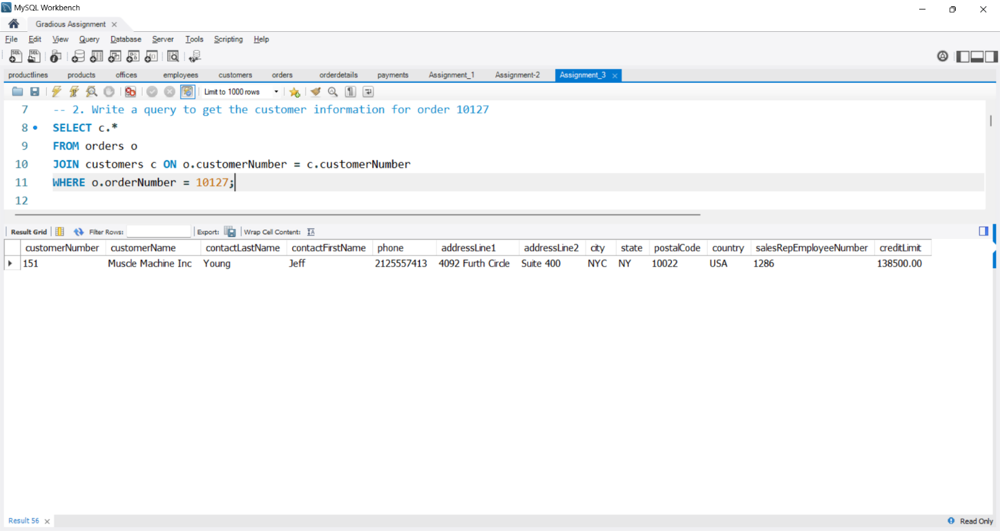 MySQL Workbench
Gradious Assignment
File Edit View Query Database Server Tools Scripting Help
productlines products offices employees customers orders orderdetails payments Assignment_1 Assignment-2 Assignment_3
Limit to 1000 rows
7 -- 2. Write a query to get the customer information for order 10127
8 SELECT c.*
9 FROM orders o
10 JOIN customers c ON o.customerNumber = c.customerNumber
11 WHERE o.orderNumber = 10127;
12
Result Grid Filter Rows: Export: Wrap Cell Content:
customerNumber customerName contactLastName contactFirstName phone addressLine1 addressLine2 city state postalCode country salesRepEmployeeNumber creditLimit
151 Muscle Machine Inc Young Jeff 2125557413 4092 Furth Circle Suite 400 NYC NY 10022 USA 1286 138500.00
Result 56 Read Only